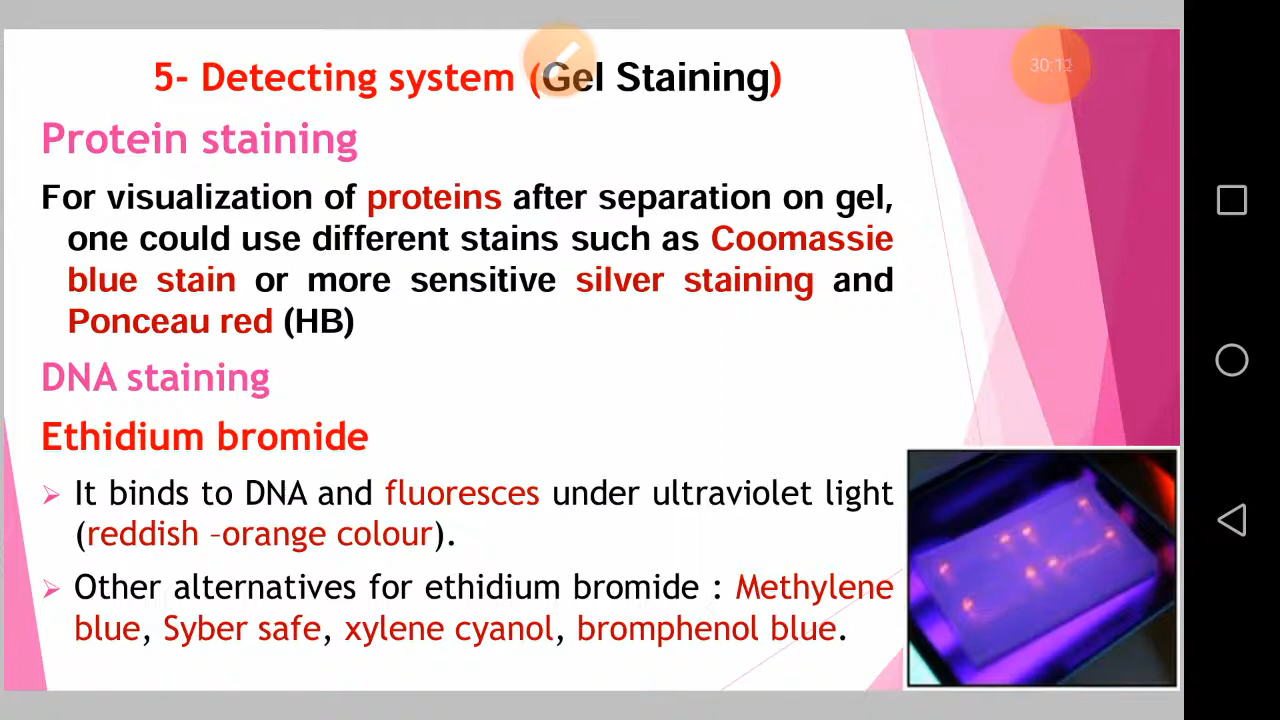 5- Detecting system (Gel Staining)
30:12
Protein staining
For visualization of proteins after separation on gel,
one could use different stains such as Coomassie
blue stain or more sensitive silver staining and
Ponceau red (HB)
DNA staining
Ethidium bromide
➢ It binds to DNA and fluoresces under ultraviolet light
(reddish –orange colour).
➢ Other alternatives for ethidium bromide : Methylene
blue, Syber safe, xylene cyanol, bromphenol blue.